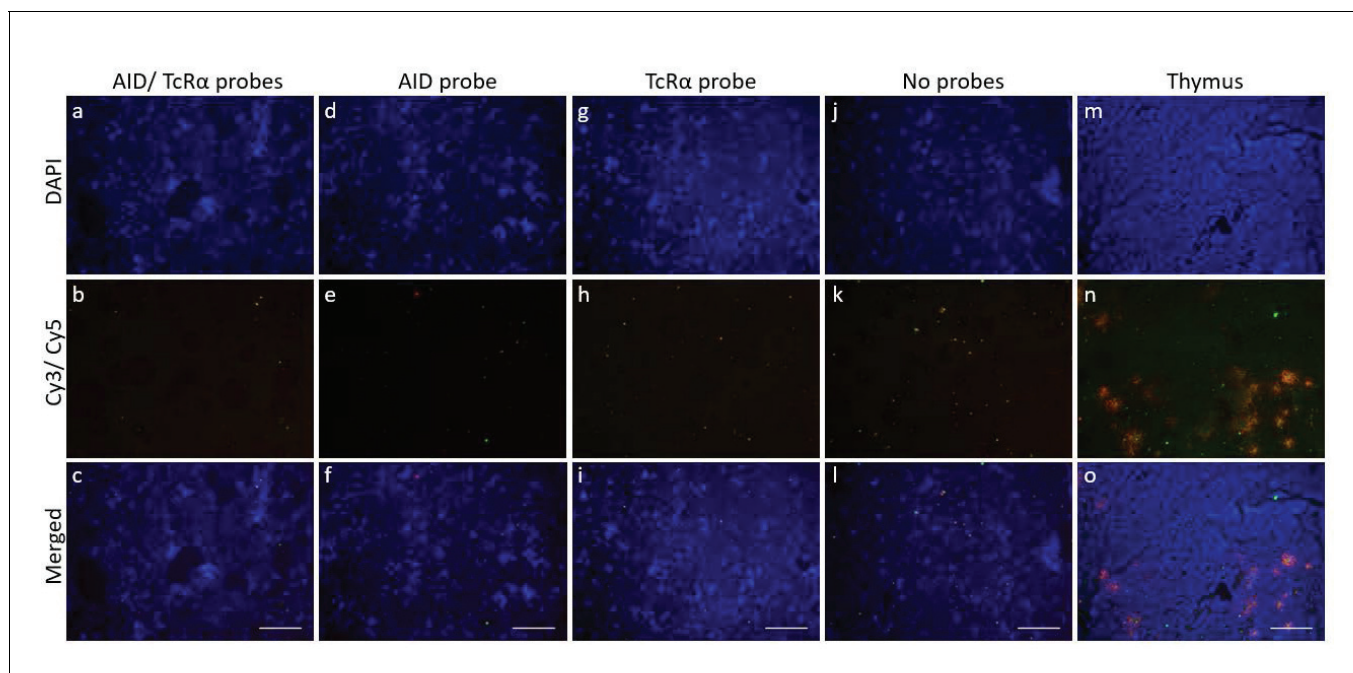 AID/ TcRα probes AID probe TcRα probe No probes Thymus
DAPI a d g j m
Cy3/ Cy5 b e h k n
Merged c f i l o